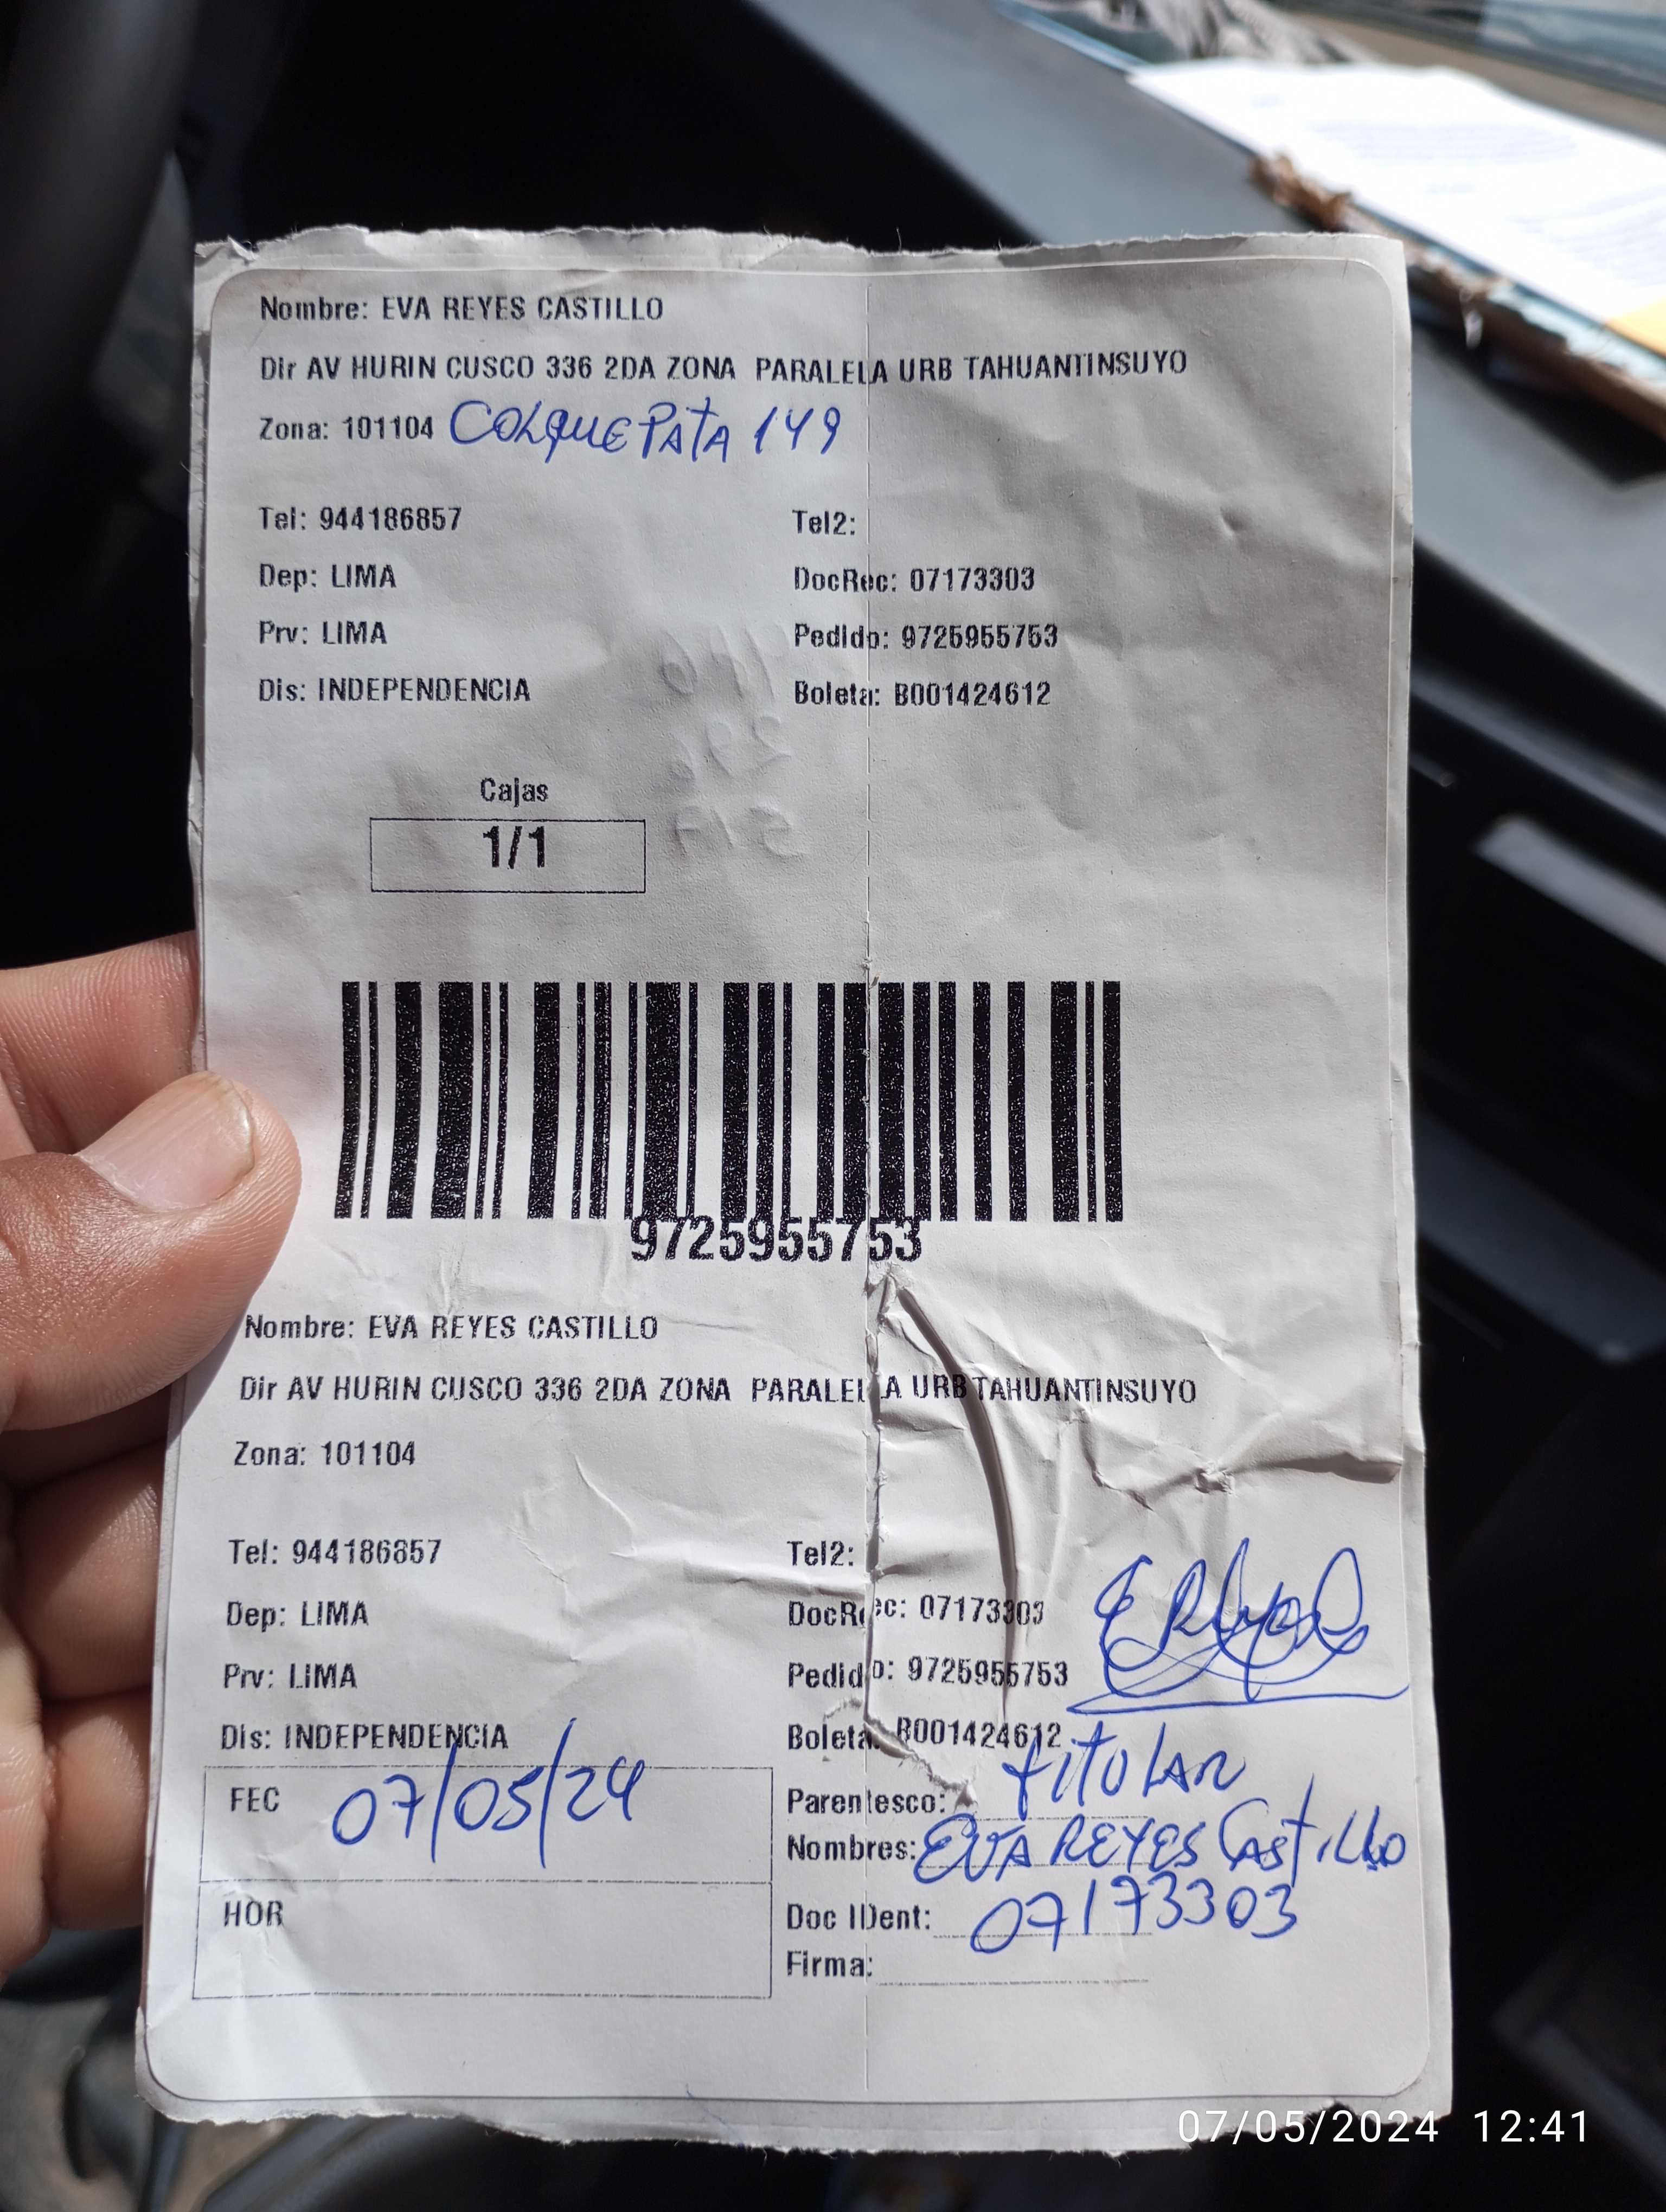 Nombre: EVA REYES CASTILLO
Dir AV HURIN CUSCO 336 2DA ZONA PARALELA URB TAHUANTINSUYO
Zona: 101104 COLQUEPATA 149
Tel: 944186857 Tel2:
Dep: LIMA DocRec: 07173303
Prv: LIMA Pedido: 9725955753
Dis: INDEPENDENCIA Boleta: B001424612
Cajas
1/1
9725955753
Nombre: EVA REYES CASTILLO
Dir AV HURIN CUSCO 336 2DA ZONA PARALELA URB TAHUANTINSUYO
Zona: 101104
Tel: 944186857 Tel2:
Dep: LIMA DocRec: 07173303
Prv: LIMA Pedido: 9725955753
Dis: INDEPENDENCIA Boleta: B001424612
FEC 07/05/24 Parentesco: titolar
Nombres: EVA REYES Castillo
HOR Doc IDent: 07173303
Firma:
07/05/2024 12:41